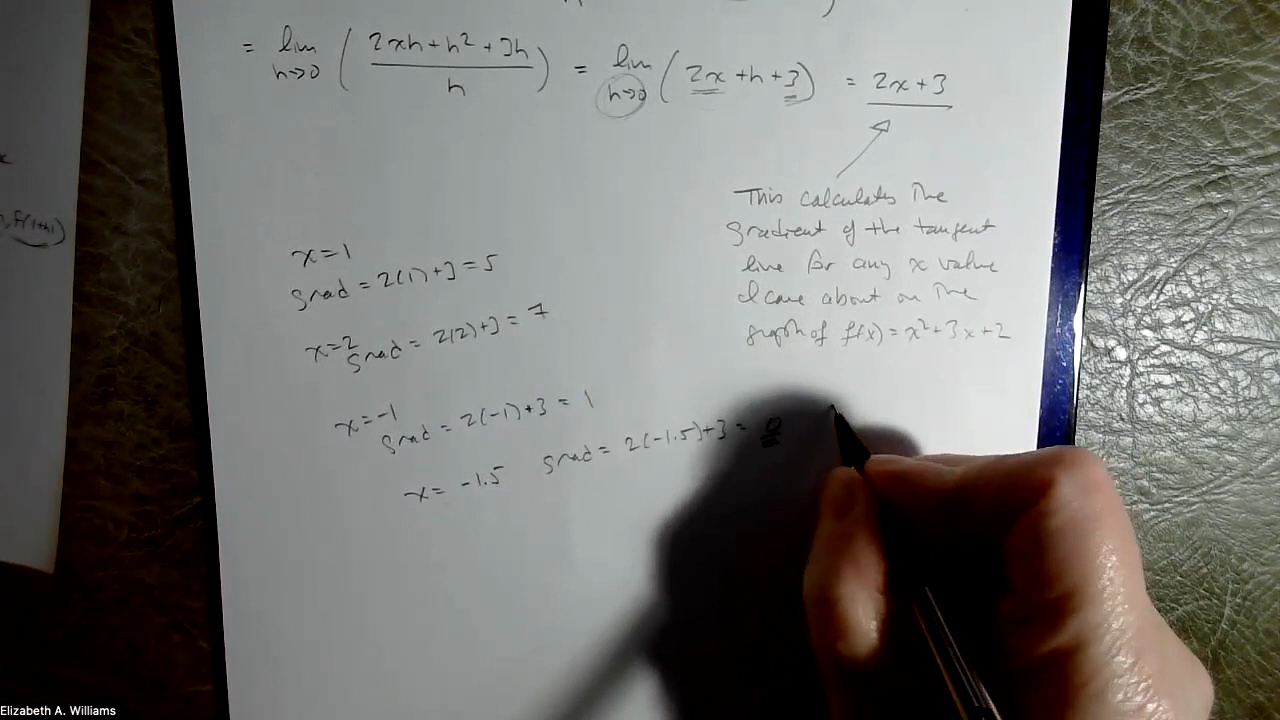 = lim h→0 ( 2xh + h² + 3h / h ) = lim h→0 ( 2x + h + 3 ) = 2x + 3
This calculates the
gradient of the tangent
line for any x value
I care about on the
graph of f(x) = x² + 3x + 2
, f(1+h)
x = 1
grad = 2(1) + 3 = 5
x = 2
grad = 2(2) + 3 = 7
x = -1
grad = 2(-1) + 3 = 1
x = -1.5 grad = 2(-1.5) + 3 = 0
Elizabeth A. Williams